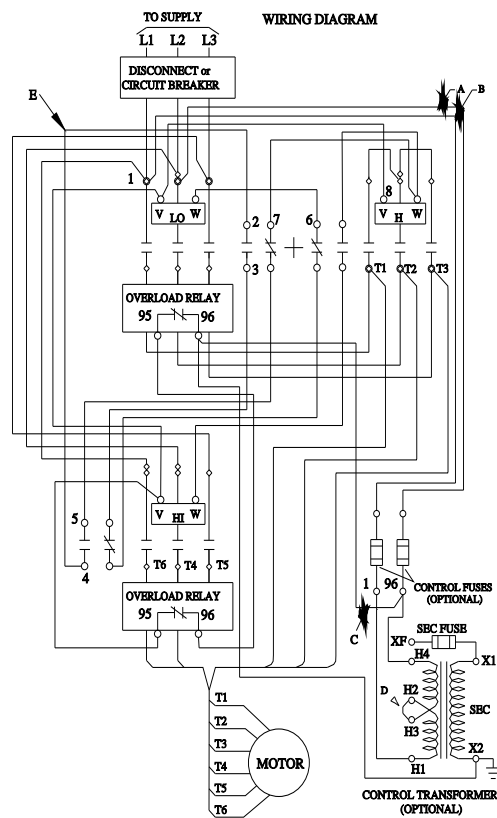 TO SUPPLY
WIRING DIAGRAM
L1 L2 L3
DISCONNECT or
CIRCUIT BREAKER
E
A
B
1
8
V LO W
V H W
2 7 6
3
T1 T2 T3
OVERLOAD RELAY
95 96
5
V HI W
4
T6 T4 T5
OVERLOAD RELAY
95 96
1 96
CONTROL FUSES
(OPTIONAL)
C
SEC FUSE
XF
H4
X1
D
H2
H3
SEC
H1
X2
T1
T2
T3
T4
T5
T6
MOTOR
CONTROL TRANSFORMER
(OPTIONAL)